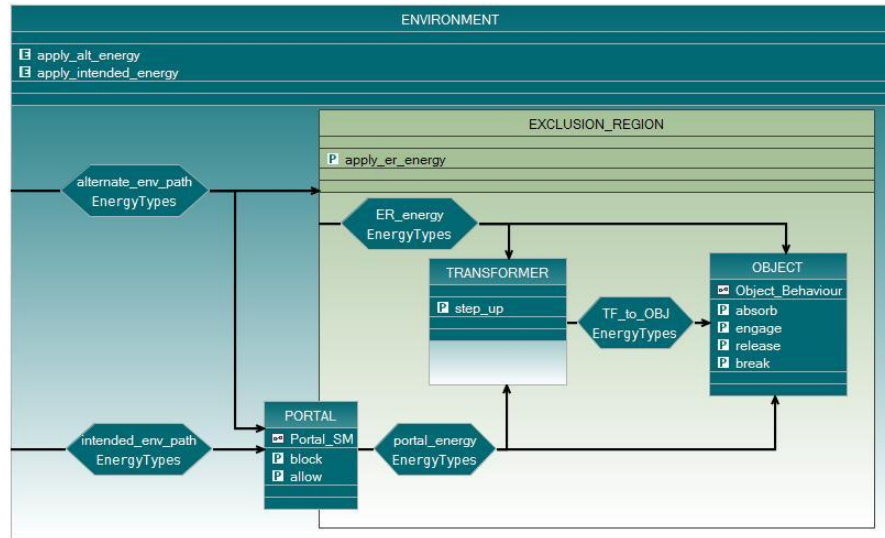 ENVIRONMENT
E apply_alt_energy
E apply_intended_energy
EXCLUSION_REGION
P apply_er_energy
alternate_env_path
EnergyTypes
ER_energy
EnergyTypes
TRANSFORMER
P step_up
TF_to_OBJ
EnergyTypes
OBJECT
Object_Behaviour
P absorb
P engage
P release
P break
intended_env_path
EnergyTypes
PORTAL
Portal_SM
P block
P allow
portal_energy
EnergyTypes